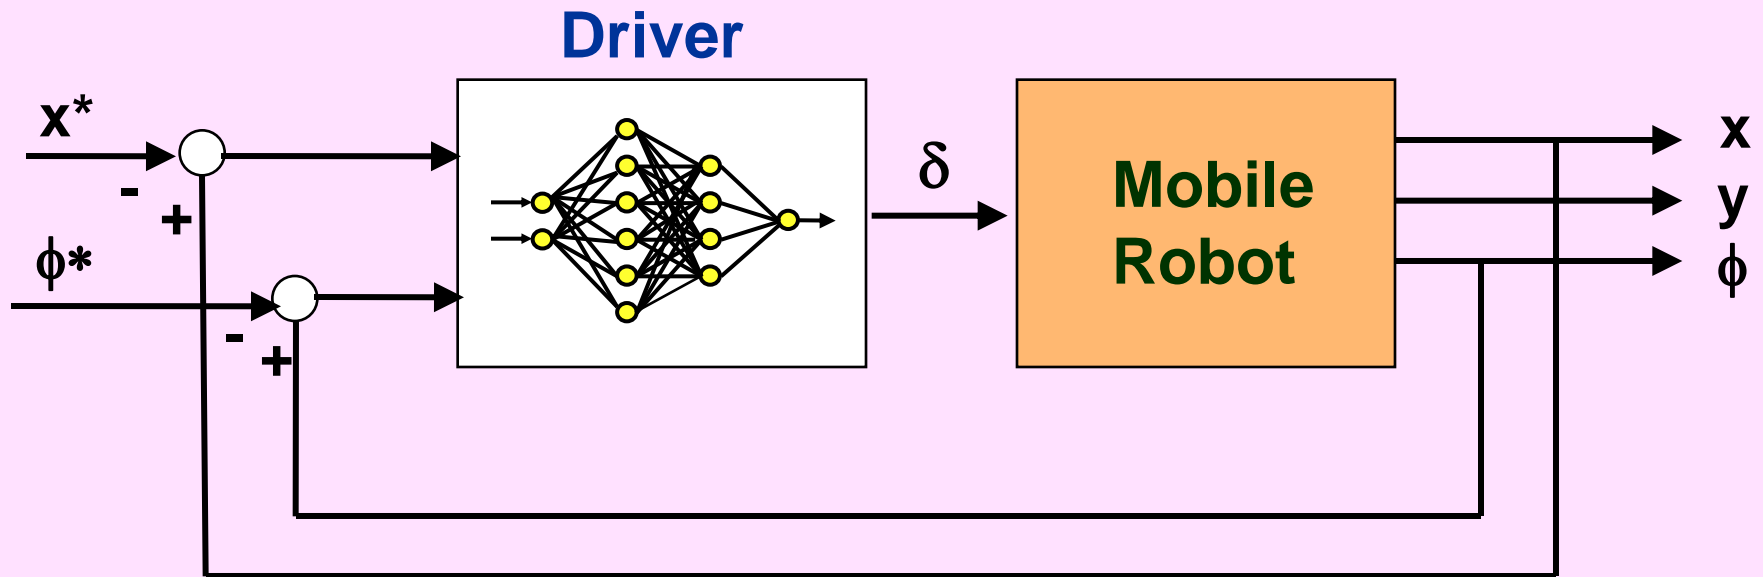 Driver
x*
-
+
ϕ*
-
+
δ
Mobile
Robot
x
y
ϕ